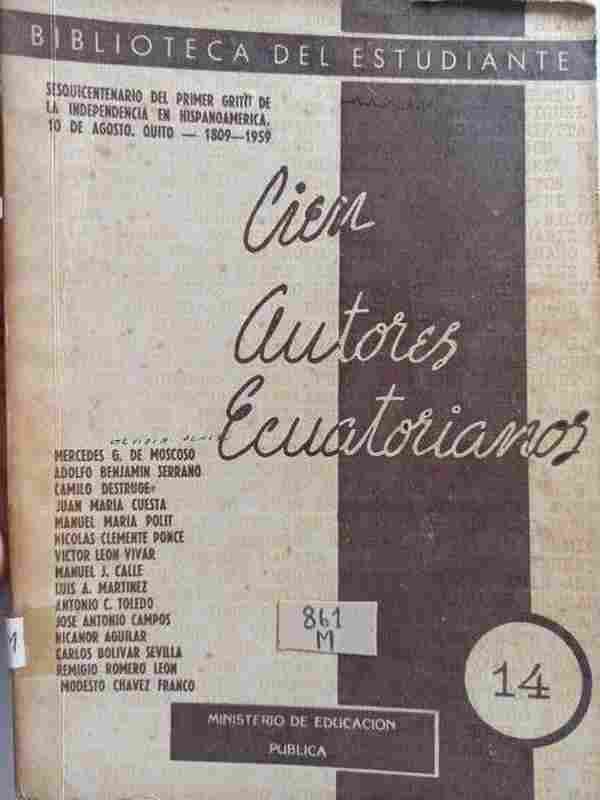 BIBLIOTECA DEL ESTUDIANTE
SESQUICENTENARIO DEL PRIMER GRITO DE
LA INDEPENDENCIA EN HISPANOAMERICA.
10 DE AGOSTO. QUITO — 1809—1959
Cien
Autores
Ecuatorianos
MERCEDES G. DE MOSCOSO
ADOLFO BENJAMIN SERRANO
CAMILO DESTRUGE
JUAN MARIA CUESTA
MANUEL MARIA POLIT
NICOLAS CLEMENTE PONCE
VICTOR LEON VIVAR
MANUEL J. CALLE
LUIS A. MARTINEZ
ANTONIO C. TOLEDO
JOSE ANTONIO CAMPOS
NICANOR AGUILAR
CARLOS BOLIVAR SEVILLA
REMIGIO ROMERO LEON
MODESTO CHAVEZ FRANCO
861
M
M
14
MINISTERIO DE EDUCACION
PUBLICA